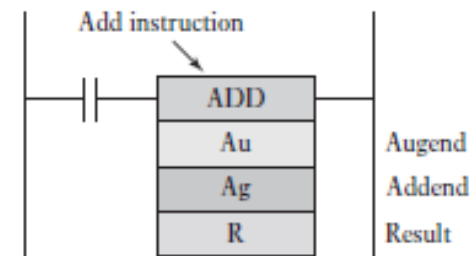 Add instruction
ADD
Au Augend
Ag Addend
R Result